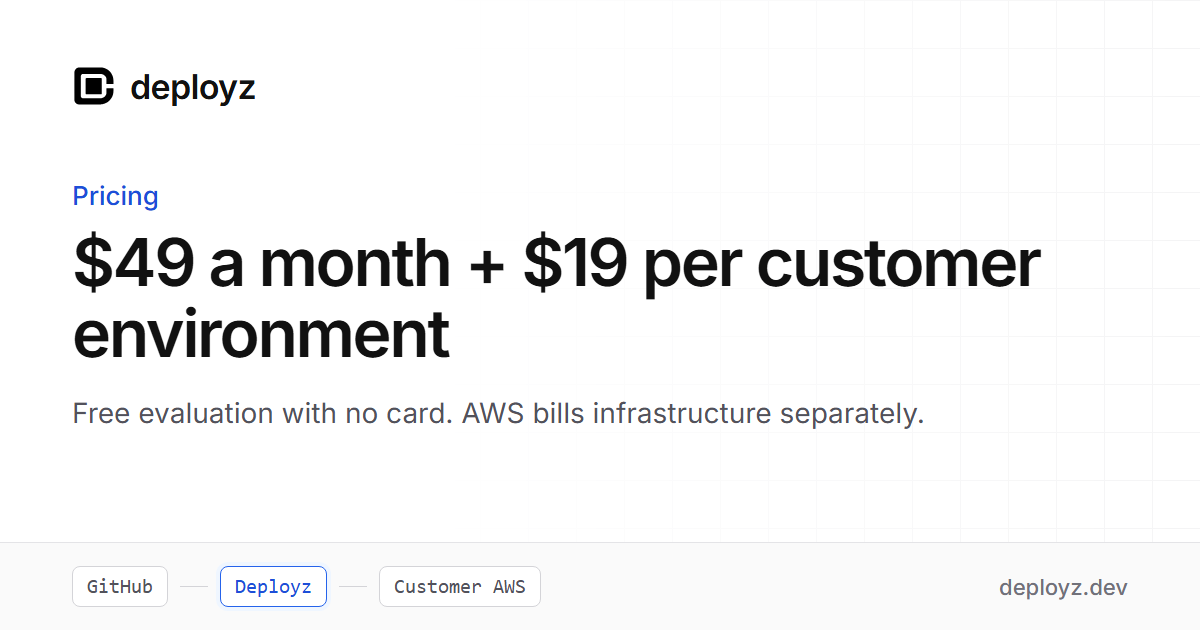 deployz
Pricing
$49 a month + $19 per customer
environment
Free evaluation with no card. AWS bills infrastructure separately.
GitHub
Deployz
Customer AWS
deployz.dev